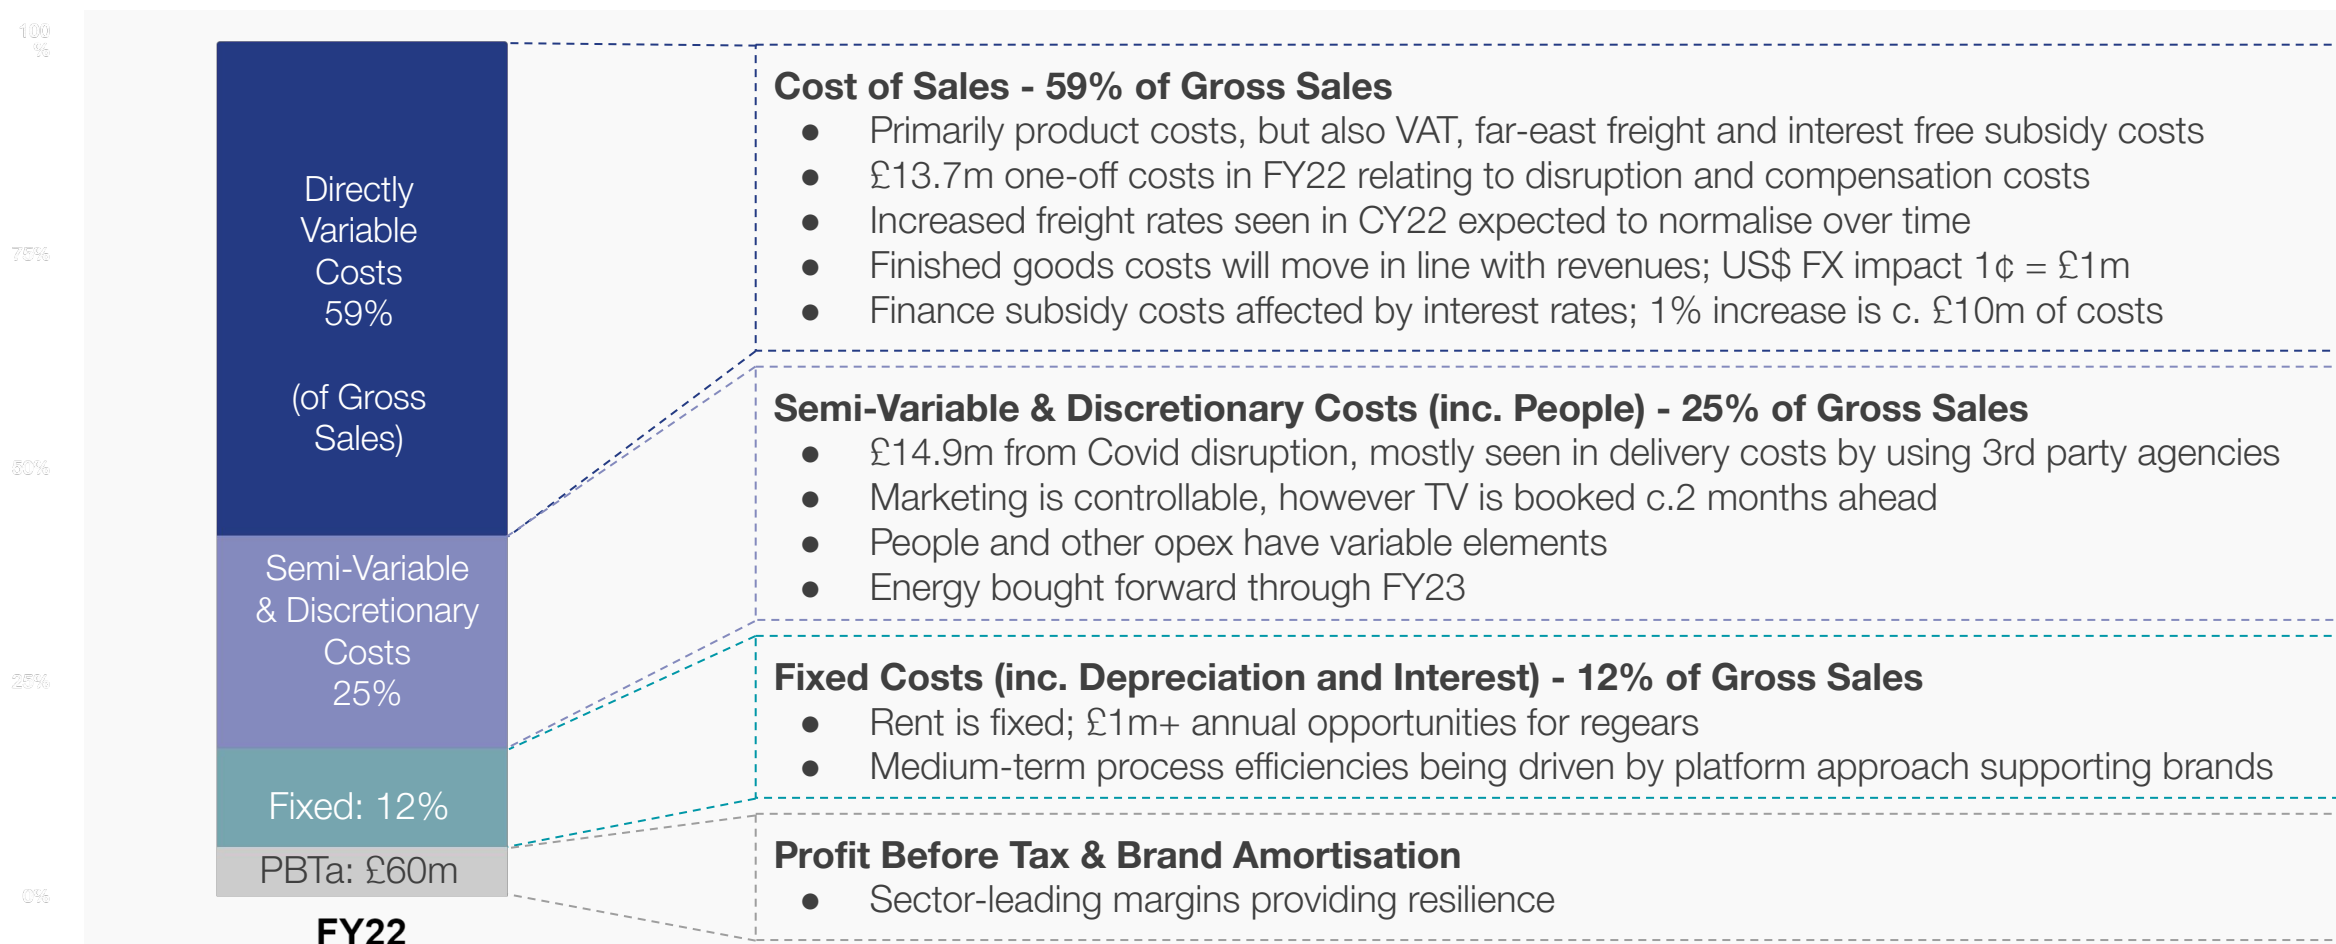 100
%
75%
50%
25%
0%
Directly
Variable
Costs
59%
(of Gross
Sales)
Semi-Variable
& Discretionary
Costs
25%
Fixed: 12%
PBTa: £60m
FY22
Cost of Sales - 59% of Gross Sales
● Primarily product costs, but also VAT, far-east freight and interest free subsidy costs
● £13.7m one-off costs in FY22 relating to disruption and compensation costs
● Increased freight rates seen in CY22 expected to normalise over time
● Finished goods costs will move in line with revenues; US$ FX impact 1¢ = £1m
● Finance subsidy costs affected by interest rates; 1% increase is c. £10m of costs
Semi-Variable & Discretionary Costs (inc. People) - 25% of Gross Sales
● £14.9m from Covid disruption, mostly seen in delivery costs by using 3rd party agencies
● Marketing is controllable, however TV is booked c.2 months ahead
● People and other opex have variable elements
● Energy bought forward through FY23
Fixed Costs (inc. Depreciation and Interest) - 12% of Gross Sales
● Rent is fixed; £1m+ annual opportunities for regears
● Medium-term process efficiencies being driven by platform approach supporting brands
Profit Before Tax & Brand Amortisation
● Sector-leading margins providing resilience